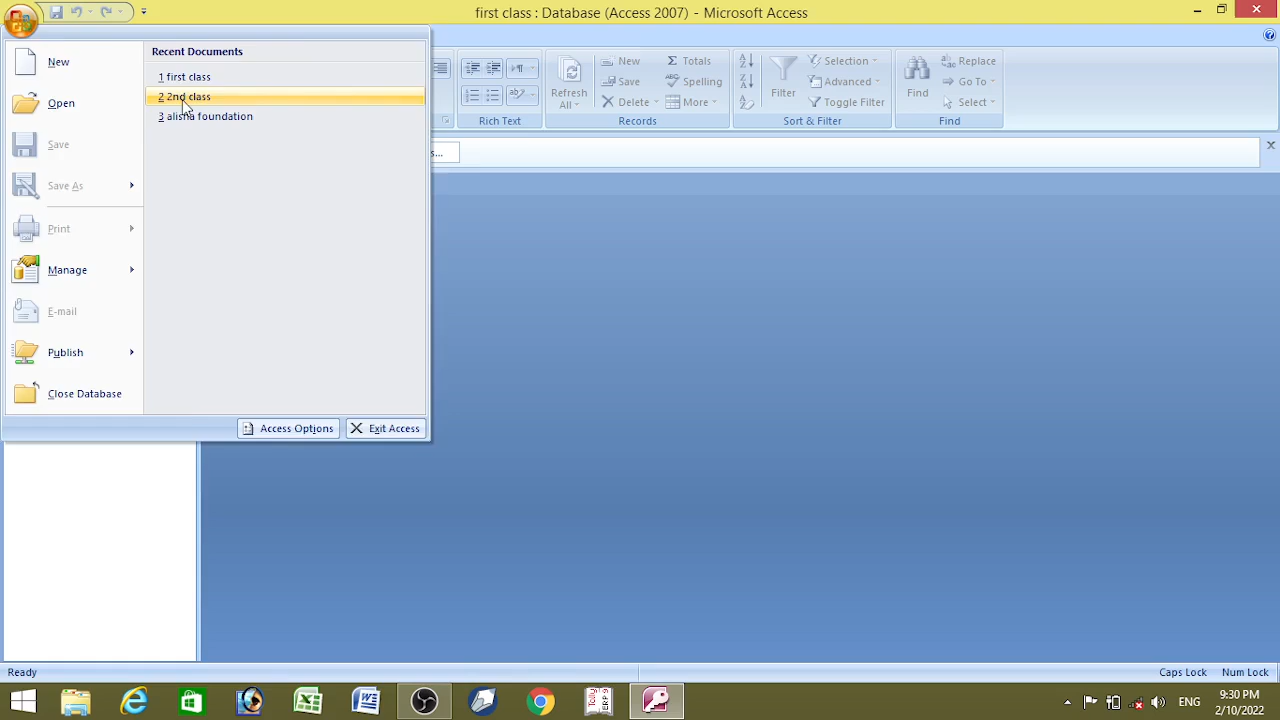 first class : Database (Access 2007) - Microsoft Access
New
Open
Save
Save As
Print
Manage
E-mail
Publish
Close Database
Recent Documents
1 first class
2 2nd class
3 alisha foundation
Access Options
Exit Access
Rich Text
Refresh
All
New
Save
Delete
Totals
Spelling
More
Records
Filter
Selection
Advanced
Toggle Filter
Sort & Filter
Find
Replace
Go To
Select
Find
s...
Ready
Caps Lock
Num Lock
ENG
9:30 PM
2/10/2022